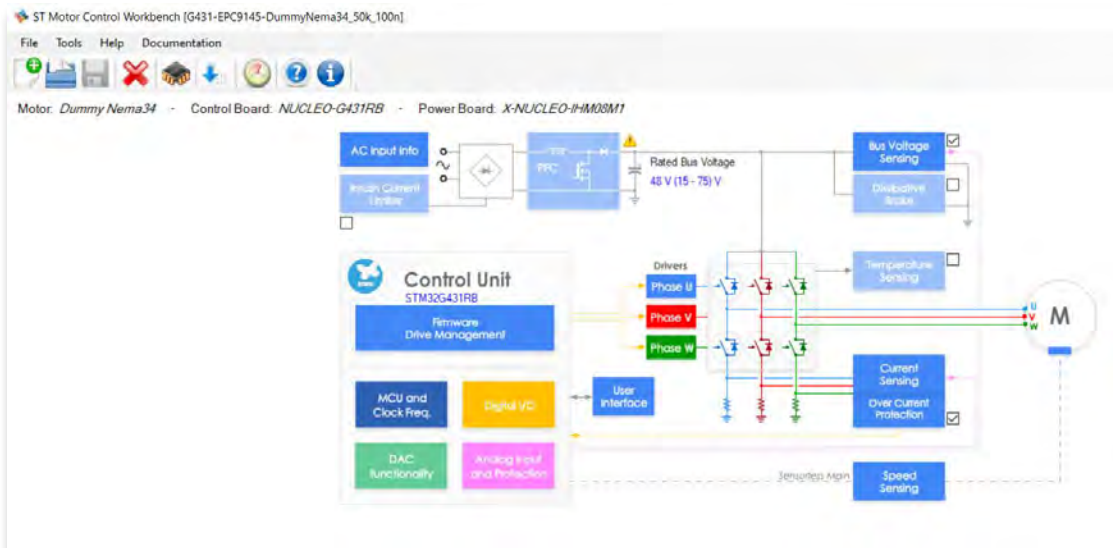 ST Motor Control Workbench [G431-EPC9145-DummyNema34_50k_100n]
File Tools Help Documentation
Motor: Dummy Nema34 - Control Board: NUCLEO-G431RB - Power Board: X-NUCLEO-IHM08M1
AC Input Info
Inrush Current
Limiter
PFC
Rated Bus Voltage
48 V (15 - 75) V
Bus Voltage
Sensing
Dissipative
Brake
Temperature
Sensing
Control Unit
STM32G431RB
Firmware
Drive Management
Drivers
Phase U
Phase V
Phase W
U
V
W
M
MCU and
Clock Freq.
Digital I/O
User
Interface
Current
Sensing
Over Current
Protection
DAC
functionality
Analog Input
and Protection
Sensorless Main
Speed
Sensing